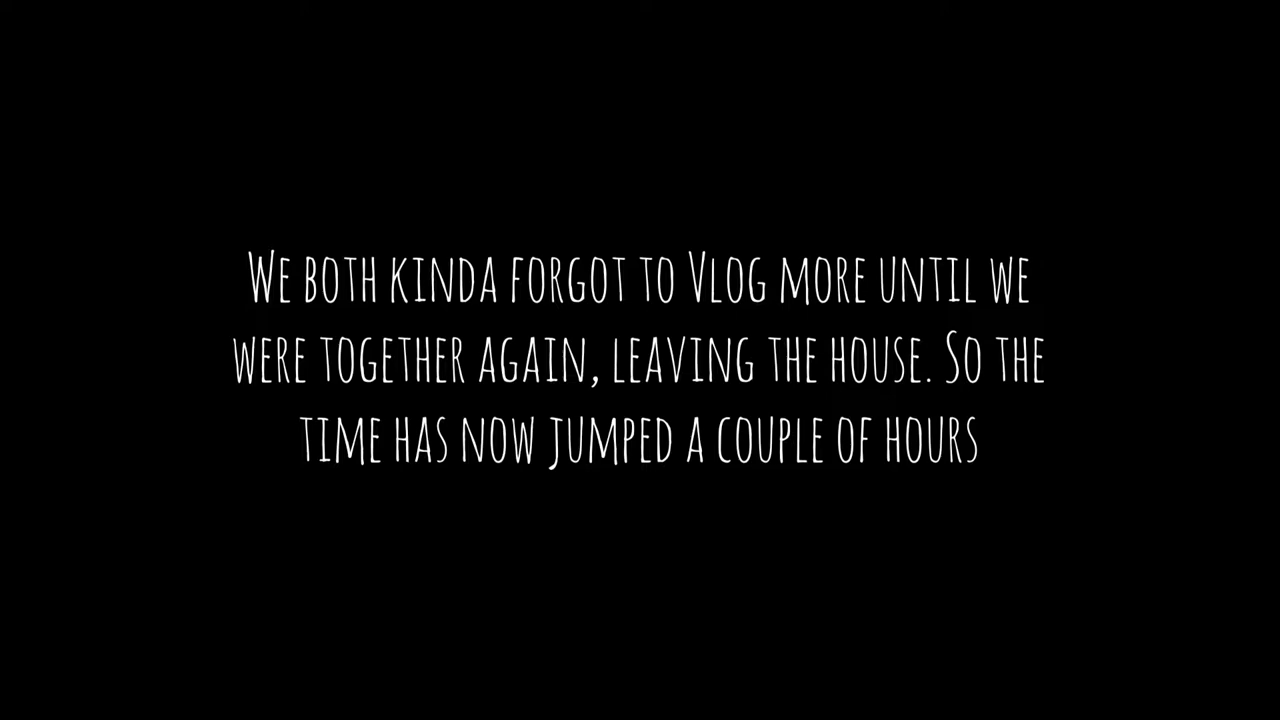 We both kinda forgot to Vlog more until we
were together again, leaving the house. So the
time has now jumped a couple of hours